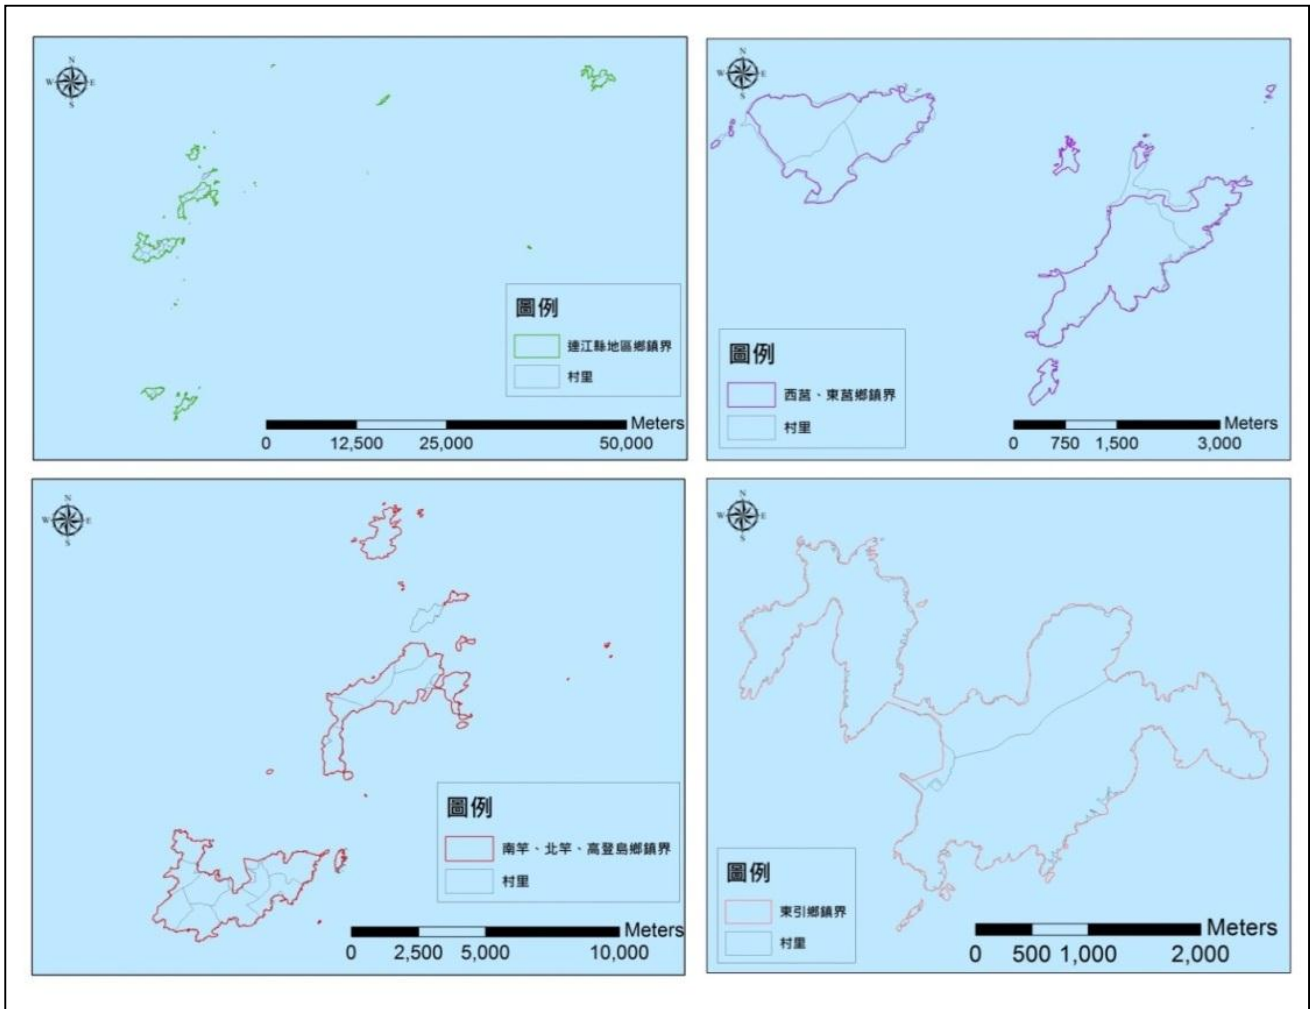 N
W E
S
圖例
連江縣地區鄉鎮界
村里
Meters
0 12,500 25,000 50,000
N
W E
S
圖例
西莒、東莒鄉鎮界
村里
Meters
0 750 1,500 3,000
N
W E
S
圖例
南竿、北竿、高登島鄉鎮界
村里
Meters
0 2,500 5,000 10,000
N
W E
S
圖例
東引鄉鎮界
村里
Meters
0 500 1,000 2,000